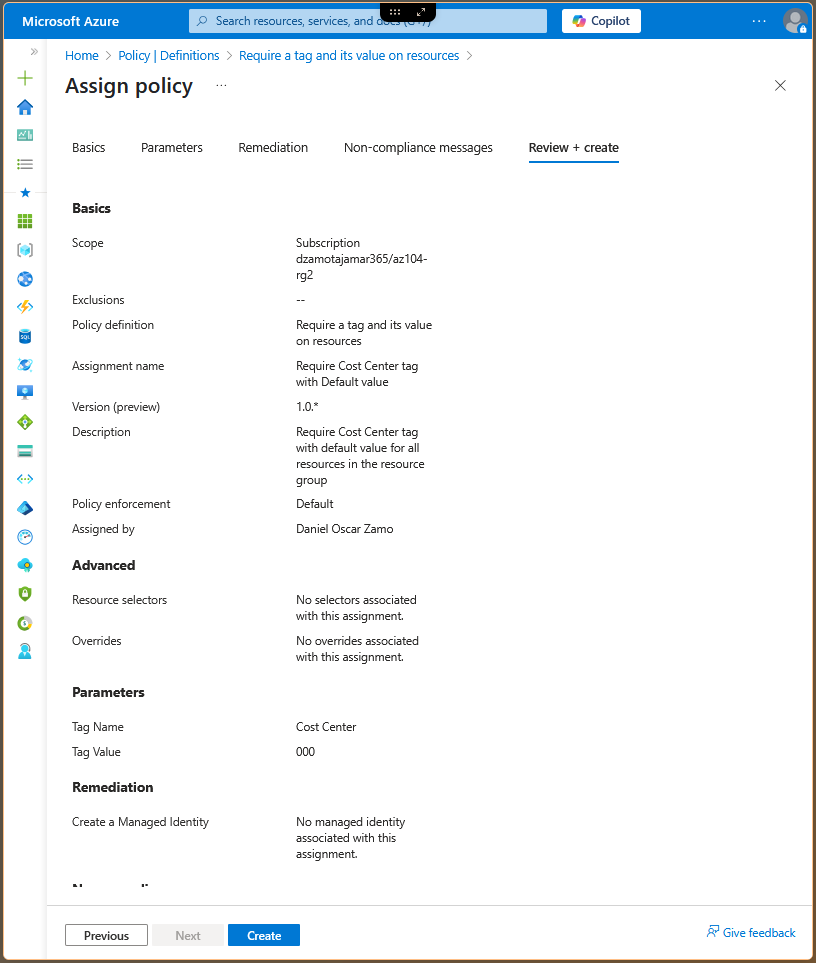 Microsoft Azure
Search resources, services, and docs (G+/)
Copilot
Home > Policy | Definitions > Require a tag and its value on resources >
Assign policy ...
Basics Parameters Remediation Non-compliance messages Review + create
Basics
Scope Subscription
dzamotajamar365/az104-
rg2
Exclusions --
Policy definition Require a tag and its value
on resources
Assignment name Require Cost Center tag
with Default value
Version (preview) 1.0.*
Description Require Cost Center tag
with default value for all
resources in the resource
group
Policy enforcement Default
Assigned by Daniel Oscar Zamo
Advanced
Resource selectors No selectors associated
with this assignment.
Overrides No overrides associated
with this assignment.
Parameters
Tag Name Cost Center
Tag Value 000
Remediation
Create a Managed Identity No managed identity
associated with this
assignment.
Previous Next Create Give feedback